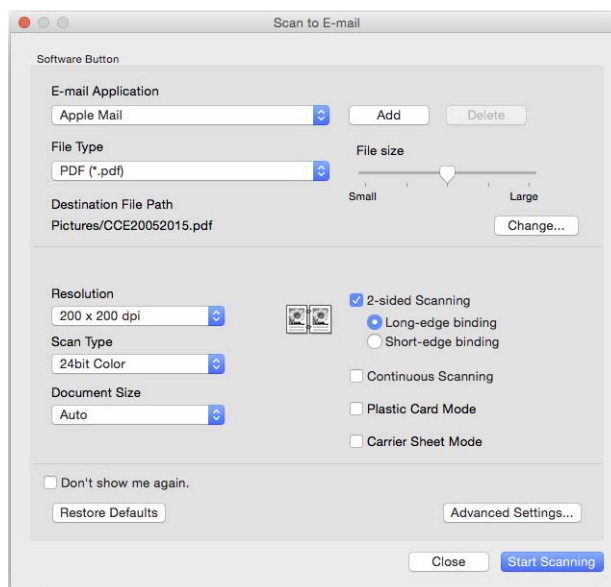 Scan to E-mail
Software Button
E-mail Application
Apple Mail
Add
Delete
File Type
PDF (*.pdf)
File size
Small
Large
Destination File Path
Pictures/CCE20052015.pdf
Change...
Resolution
200 x 200 dpi
Scan Type
24bit Color
Document Size
Auto
2-sided Scanning
Long-edge binding
Short-edge binding
Continuous Scanning
Plastic Card Mode
Carrier Sheet Mode
Don't show me again.
Restore Defaults
Advanced Settings...
Close
Start Scanning